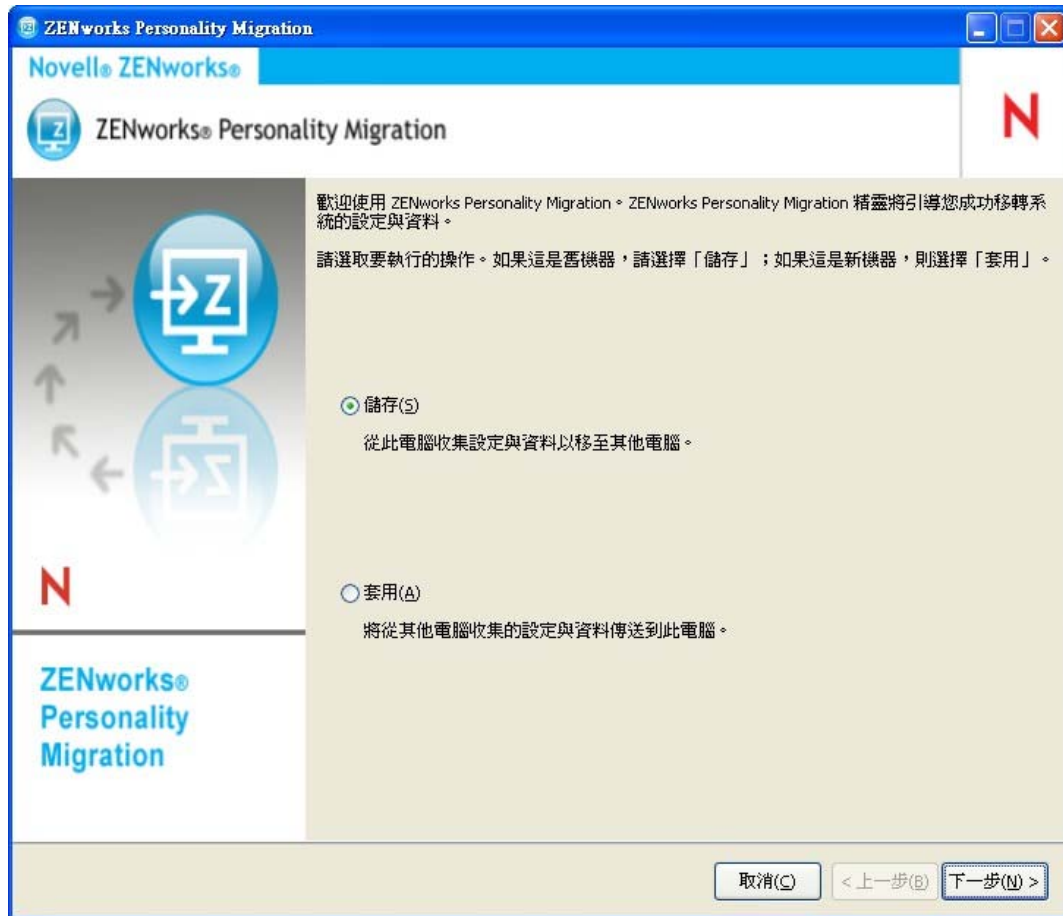 ZENworks Personality Migration
Novell® ZENworks®
ZENworks® Personality Migration
N
歡迎使用 ZENworks Personality Migration。ZENworks Personality Migration 精靈將引導您成功移轉系
統的設定與資料。
請選取要執行的操作。如果這是舊機器，請選擇「儲存」；如果這是新機器，則選擇「套用」。
Z
儲存(S)
從此電腦收集設定與資料以移至其他電腦。
N
套用(A)
將從其他電腦收集的設定與資料傳送到此電腦。
ZENworks®
Personality
Migration
取消(C)
< 上一步(B)
下一步(N) >